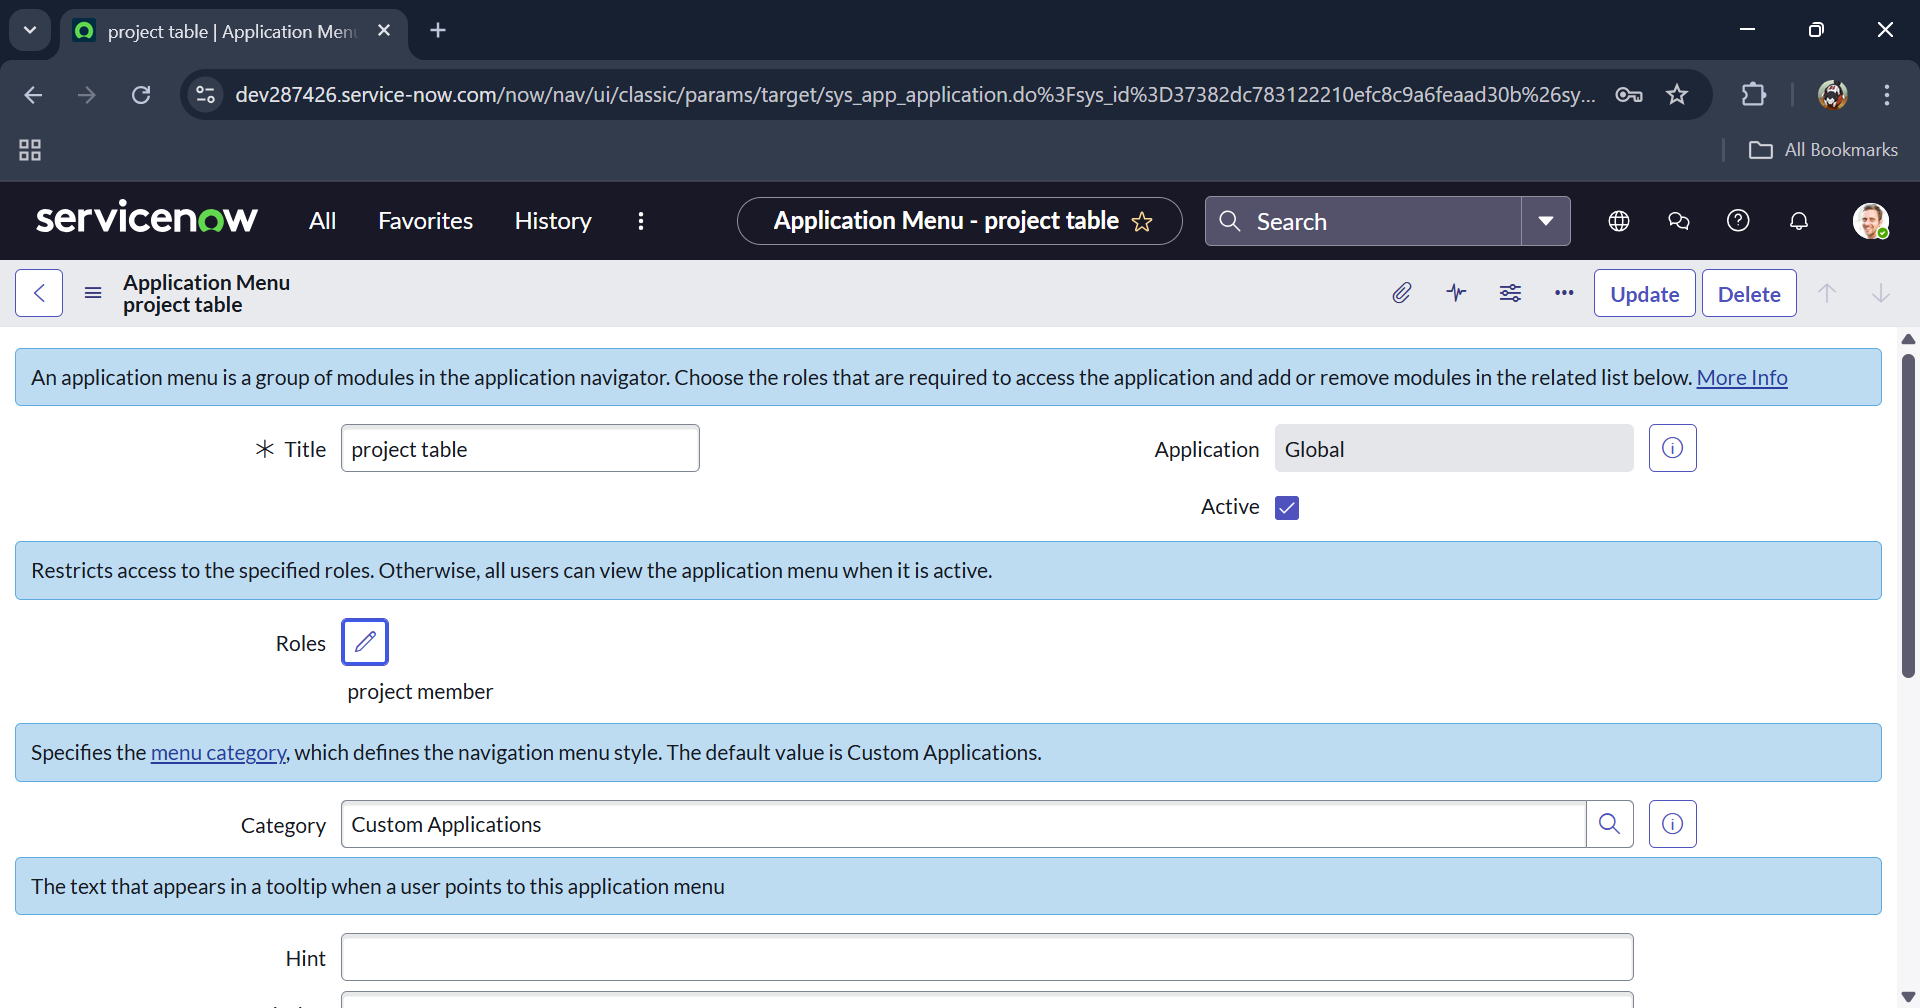 project table | Application Men
dev287426.service-now.com/now/nav/ui/classic/params/target/sys_app_application.do%3Fsys_id%3D37382dc783122210efc8c9a6feaad30b%26sy...
All Bookmarks
servicenow
All
Favorites
History
Application Menu - project table
Search
Application Menu
project table
Update
Delete
An application menu is a group of modules in the application navigator. Choose the roles that are required to access the application and add or remove modules in the related list below. More Info
Title
project table
Application
Global
Active
Restricts access to the specified roles. Otherwise, all users can view the application menu when it is active.
Roles
project member
Specifies the menu category, which defines the navigation menu style. The default value is Custom Applications.
Category
Custom Applications
The text that appears in a tooltip when a user points to this application menu
Hint